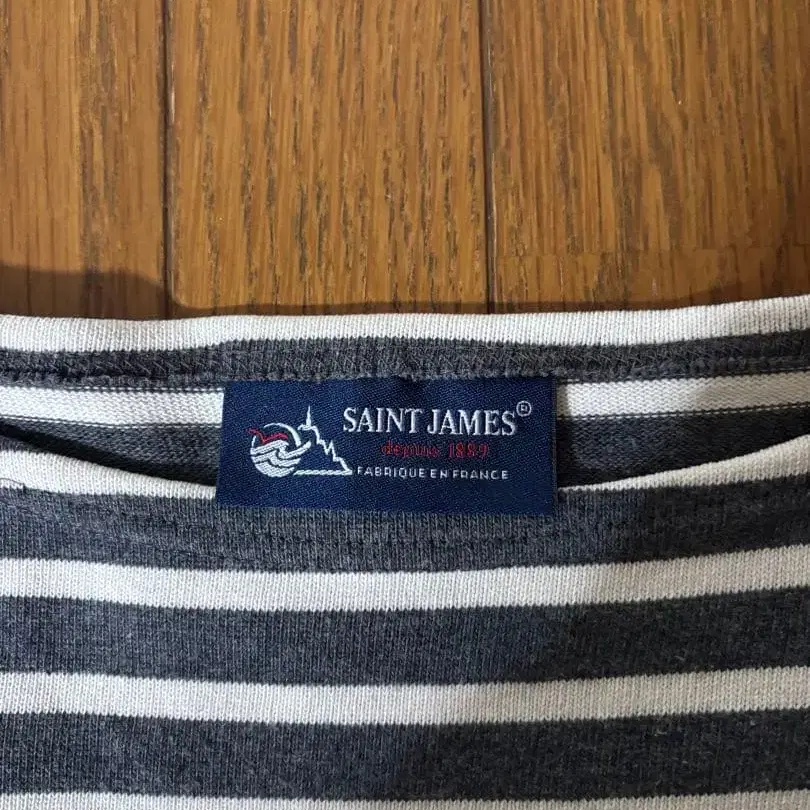 SAINT JAMES®
depuis 1889
FABRIQUE EN FRANCE